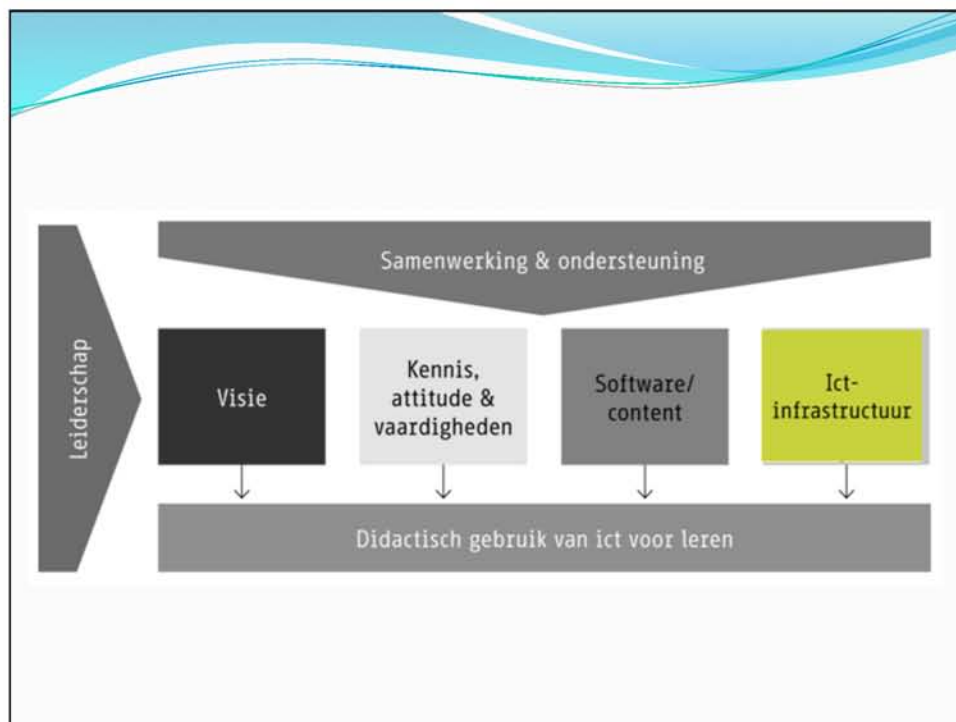 Leiderschap
Samenwerking & ondersteuning
Visie
Kennis,
attitude &
vaardigheden
Software/
content
Ict-
infrastructuur
Didactisch gebruik van ict voor leren